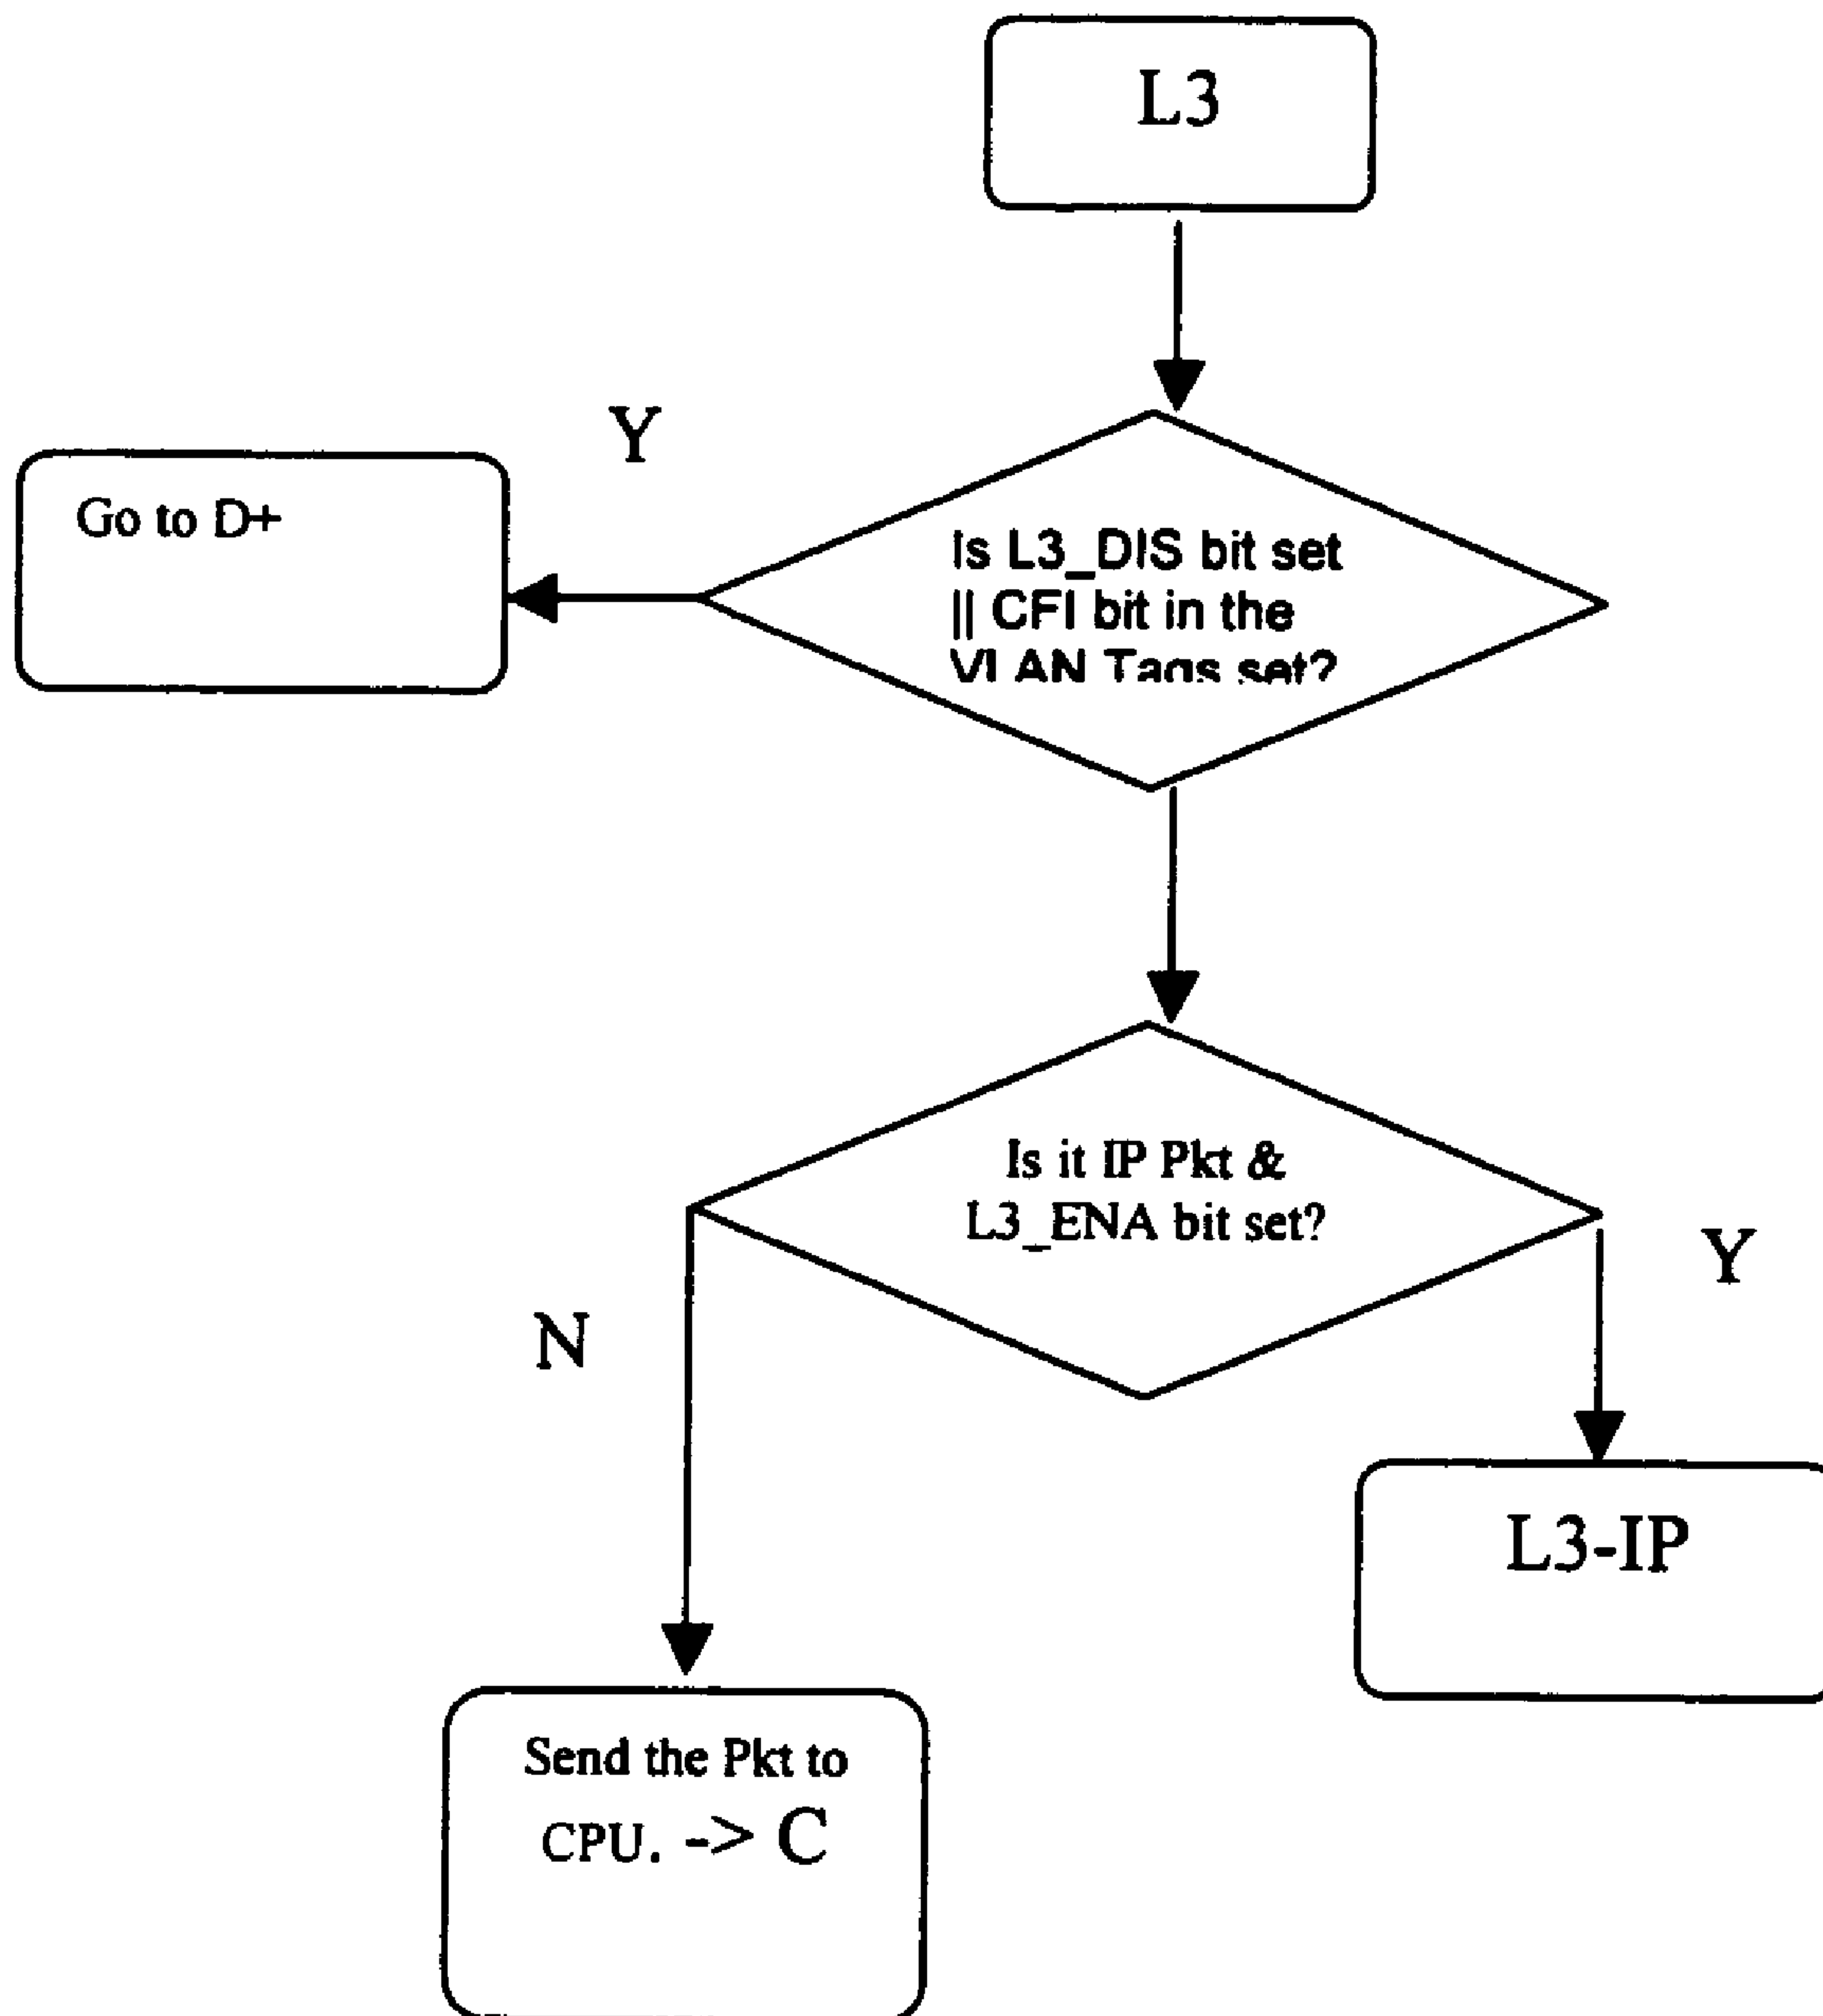 L3
Y
Go to D+
Is L3_DIS bit set
|| CFI bit in the
VLAN Tags set?
Is it IP Pkt &
L3_ENA bit set?
Y
N
L3-IP
Send the Pkt to
CPU. -> C